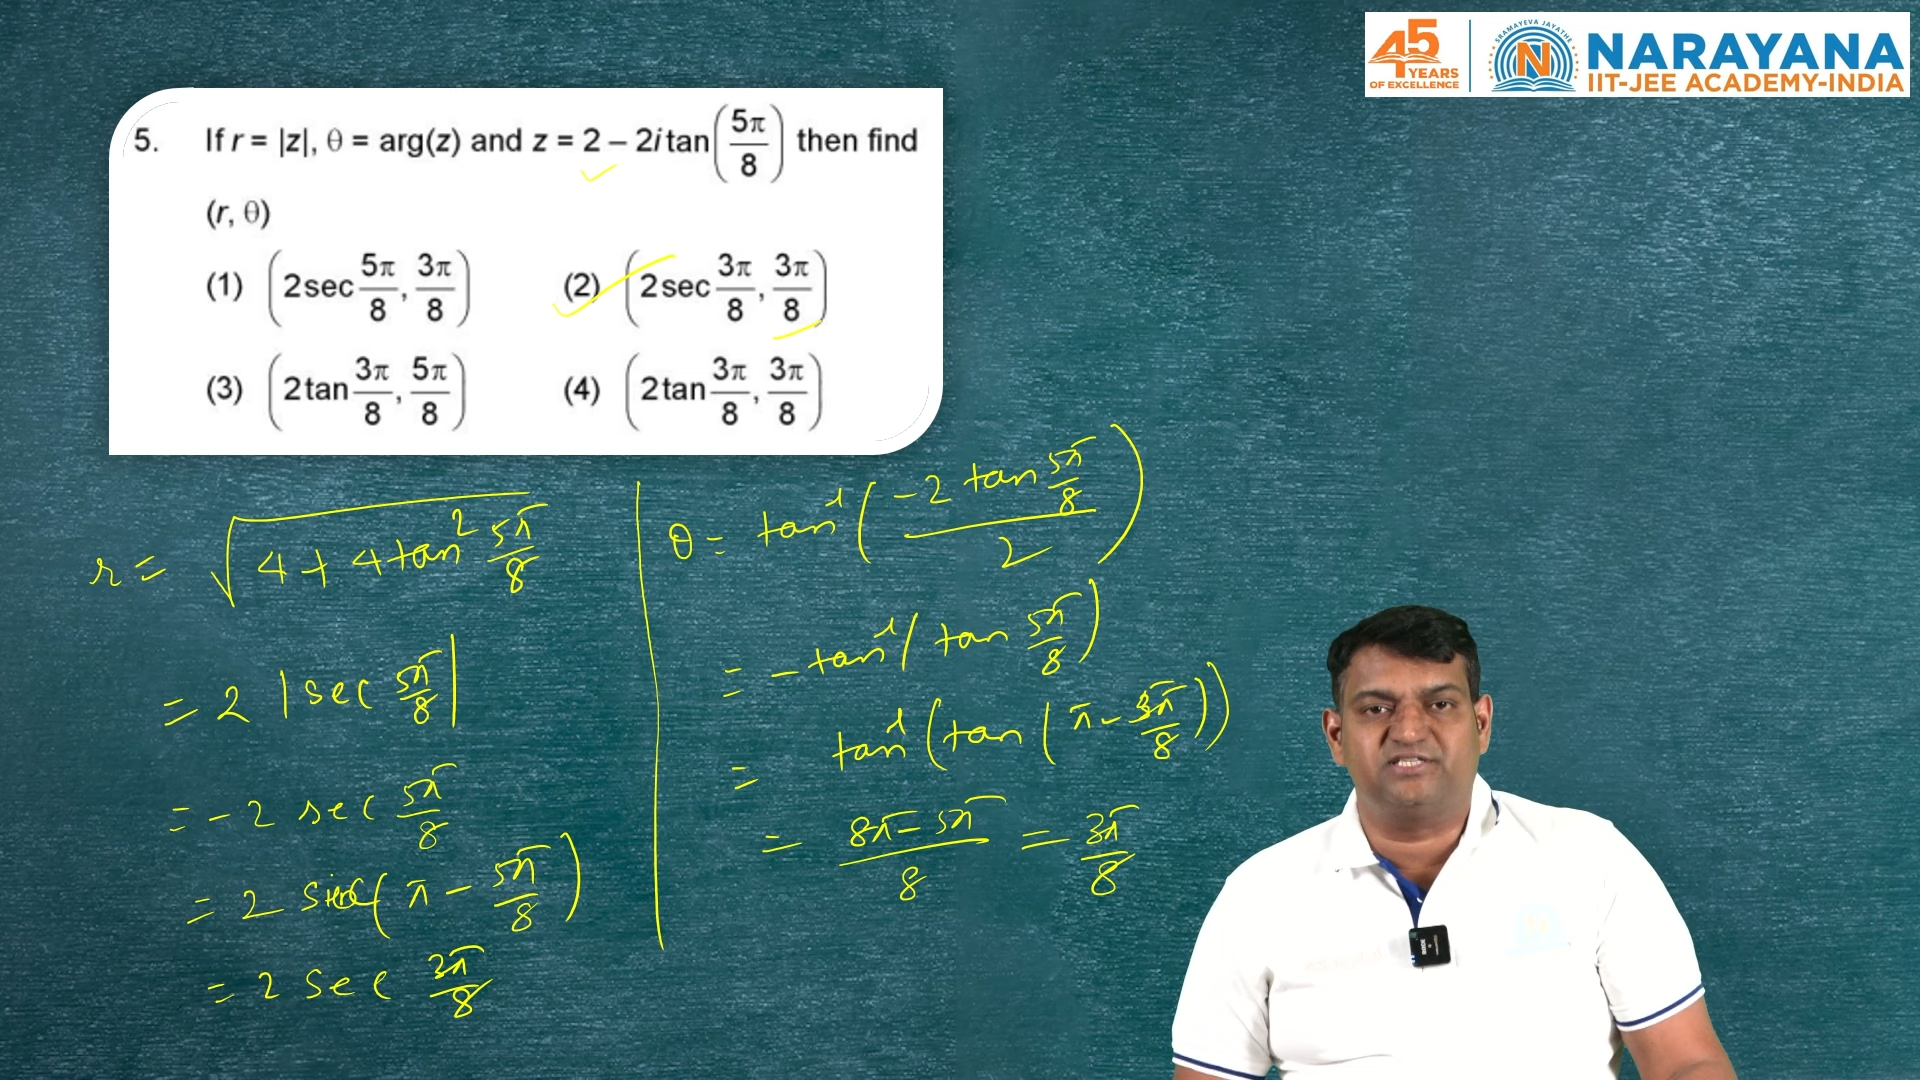 45 YEARS OF EXCELLENCE
SRAMAYEVA JAYATHE
N
NARAYANA
IIT-JEE ACADEMY-INDIA
5. If r = |z|, θ = arg(z) and z = 2 – 2i tan(5π/8) then find
(r, θ)
(1) (2sec 5π/8, 3π/8) (2) (2sec 3π/8, 3π/8)
(3) (2tan 3π/8, 5π/8) (4) (2tan 3π/8, 3π/8)
r = √(4 + 4tan² 5π/8)
= 2 |sec 5π/8|
= -2 sec 5π/8
= 2 sec(π - 5π/8)
= 2 sec 3π/8
θ = tan⁻¹(-2 tan 5π/8 / 2)
= -tan⁻¹(tan 5π/8)
= tan⁻¹(tan(π - 5π/8))
= 8π-5π/8 = 3π/8